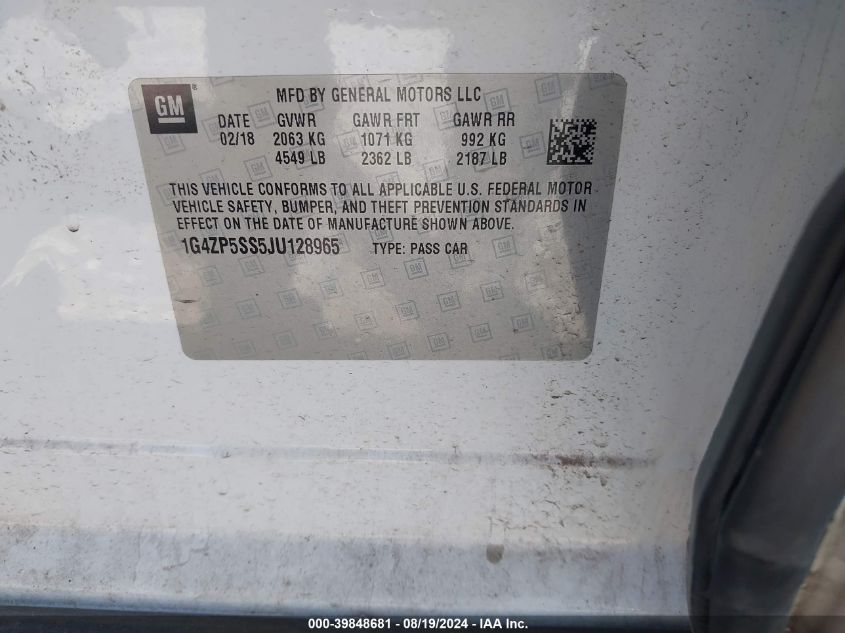 GM
MFD BY GENERAL MOTORS LLC
DATE GVWR GAWR FRT GAWR RR
02/18 2063 KG 1071 KG 992 KG
4549 LB 2362 LB 2187 LB
THIS VEHICLE CONFORMS TO ALL APPLICABLE U.S. FEDERAL MOTOR
VEHICLE SAFETY, BUMPER, AND THEFT PREVENTION STANDARDS IN
EFFECT ON THE DATE OF MANUFACTURE SHOWN ABOVE.
1G4ZP5SS5JU128965 TYPE: PASS CAR
000-39848681 - 08/19/2024 - IAA Inc.